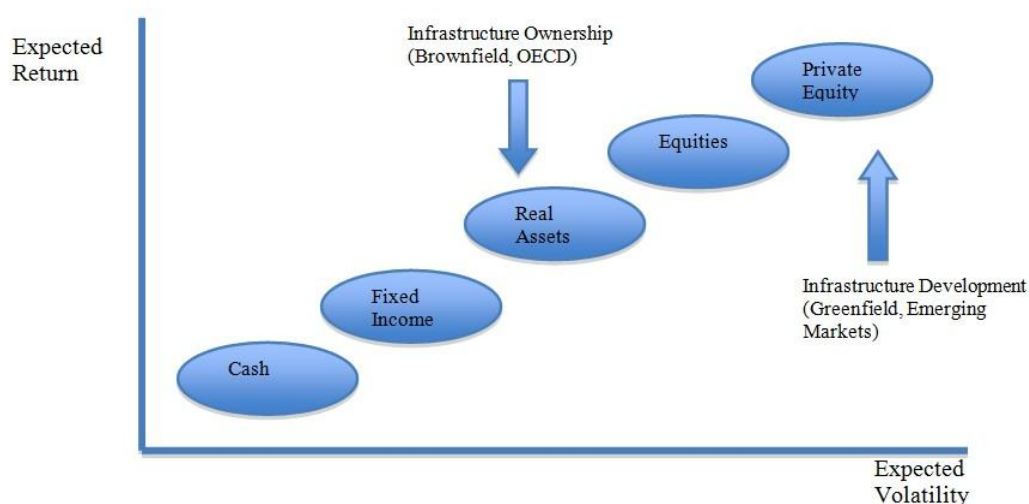 Expected
Return
Infrastructure Ownership
(Brownfield, OECD)
Private
Equity
Equities
Real
Assets
Fixed
Income
Cash
Infrastructure Development
(Greenfield, Emerging
Markets)
Expected
Volatility